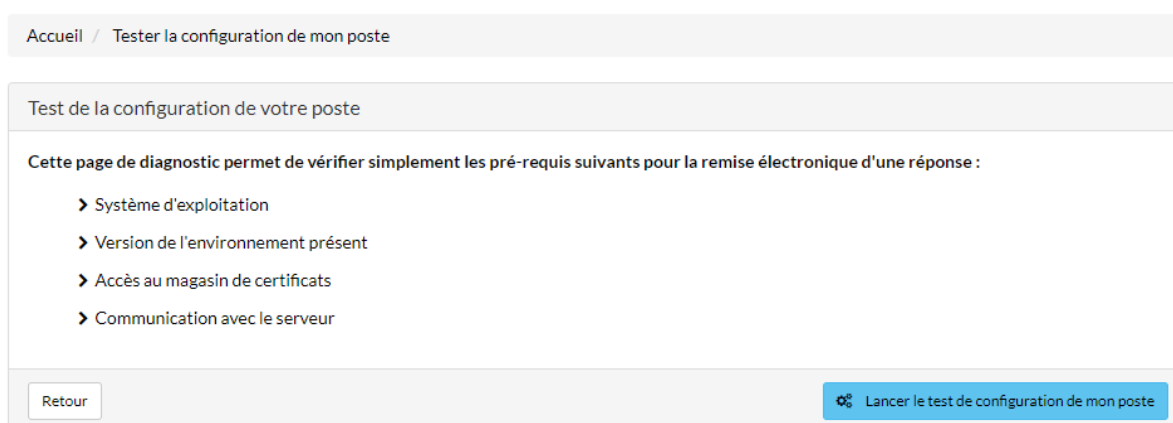 Accueil / Tester la configuration de mon poste
Test de la configuration de votre poste
Cette page de diagnostic permet de vérifier simplement les pré-requis suivants pour la remise électronique d'une réponse :
Système d'exploitation
Version de l'environnement présent
Accès au magasin de certificats
Communication avec le serveur
Retour
Lancer le test de configuration de mon poste